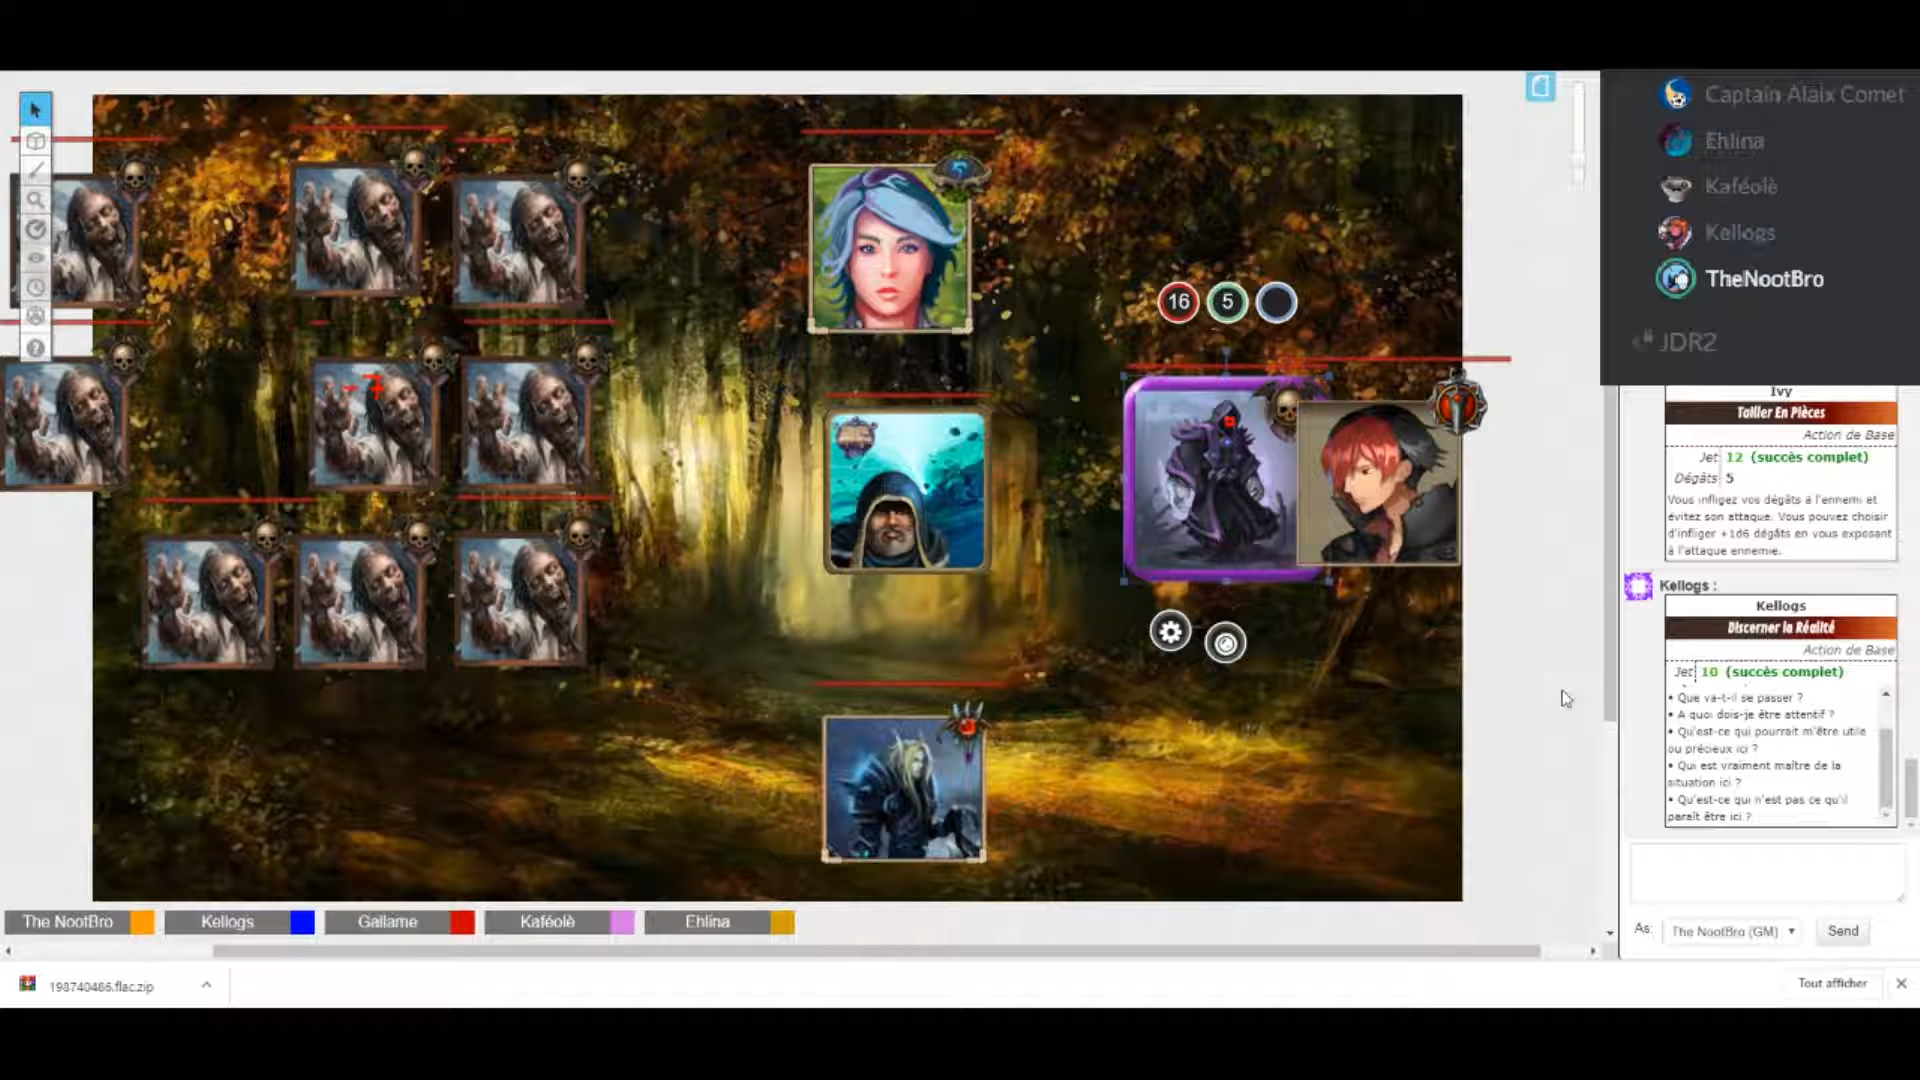 Captain Alaix Comet
Ehlina
Kaféolè
Kellogs
TheNootBro
JDR2
16
5
- 7
Ivy
Tailler En Pièces
Action de Base
Jet: 12 (succès complet)
Dégâts 5
Vous infligez vos dégâts à l'ennemi et
évitez son attaque. Vous pouvez choisir
d'infliger +1d6 dégâts en vous exposant
à l'attaque ennemie.
Kellogs :
Kellogs
Discerner la Réalité
Action de Base
Jet: 10 (succès complet)
• Que va-t-il se passer ?
• A quoi dois-je être attentif ?
• Qu'est-ce qui pourrait m'être utile
ou précieux ici ?
• Qui est vraiment maître de la
situation ici ?
• Qu'est-ce qui n'est pas ce qu'il
paraît être ici ?
The NootBro
Kellogs
Gallame
Kaféolè
Ehlina
As:
The NootBro (GM)
Send
198740486.flac.zip
Tout afficher